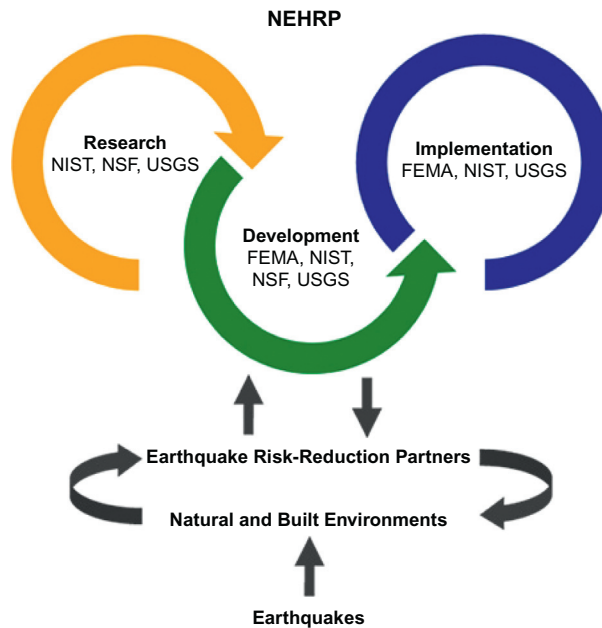 NEHRP
Research
NIST, NSF, USGS
Implementation
FEMA, NIST, USGS
Development
FEMA, NIST,
NSF, USGS
Earthquake Risk-Reduction Partners
Natural and Built Environments
Earthquakes